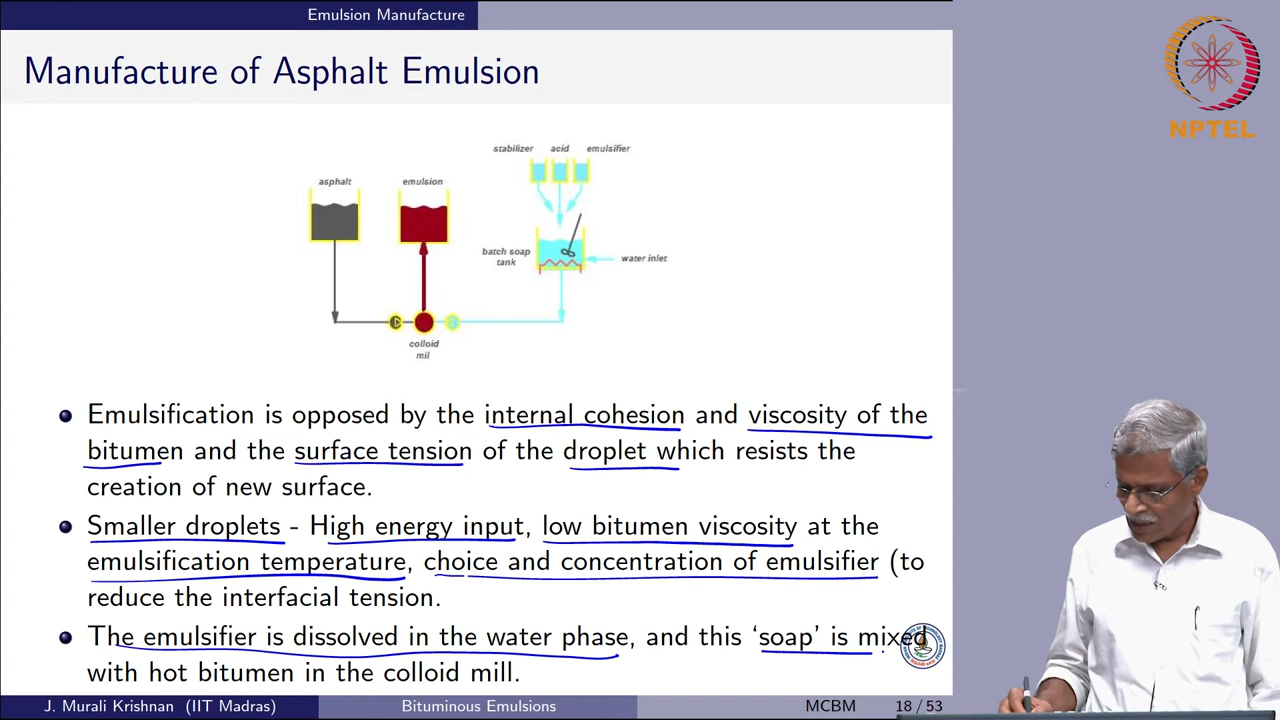 Emulsion Manufacture
Manufacture of Asphalt Emulsion
NPTEL
stabilizer acid emulsifier
asphalt emulsion
batch soap
tank
water inlet
colloid
mil
Emulsification is opposed by the internal cohesion and viscosity of the
bitumen and the surface tension of the droplet which resists the
creation of new surface.
Smaller droplets - High energy input, low bitumen viscosity at the
emulsification temperature, choice and concentration of emulsifier (to
reduce the interfacial tension.
The emulsifier is dissolved in the water phase, and this ‘soap’ is mixed
with hot bitumen in the colloid mill.
J. Murali Krishnan (IIT Madras) Bituminous Emulsions MCBM 18 / 53